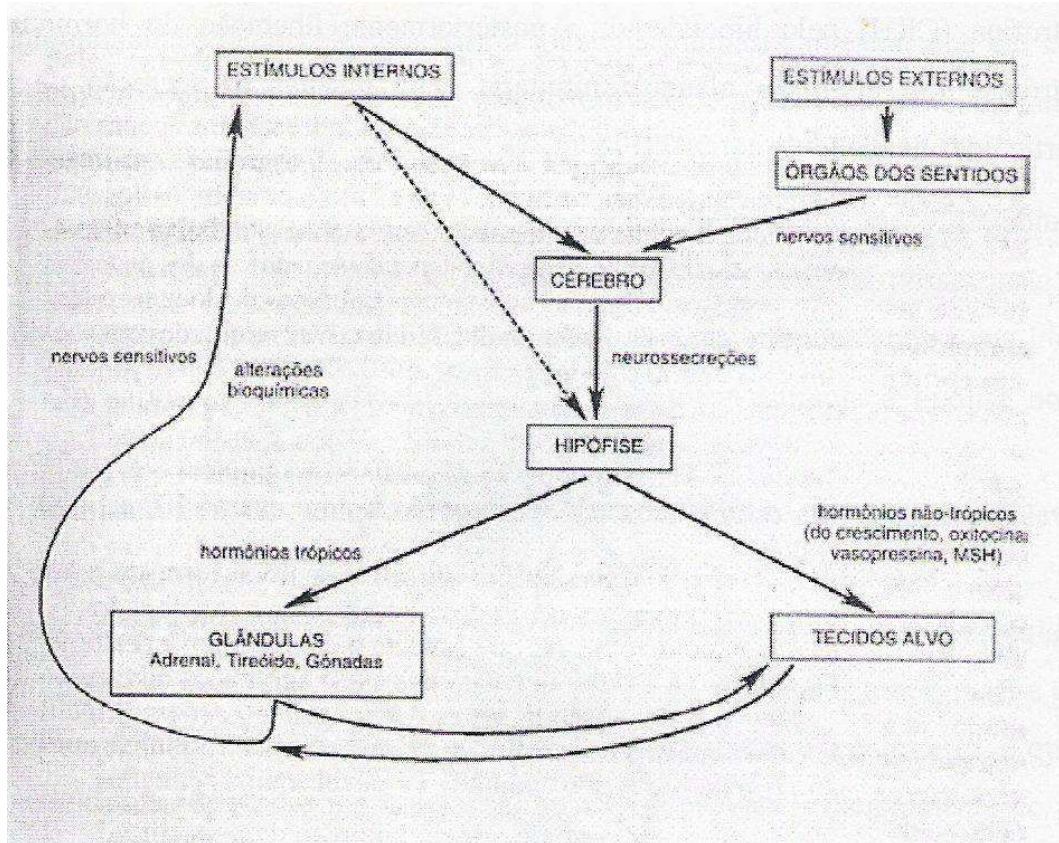 ESTÍMULOS INTERNOS
ESTÍMULOS EXTERNOS
ÓRGÃOS DOS SENTIDOS
nervos sensitivos
CÉREBRO
nervos sensitivos
alterações
bioquímicas
neurossecreções
HIPÓFISE
hormônios trópicos
hormônios não-trópicos
(do crescimento, oxitocina
vasopressina, MSH)
GLÂNDULAS
Adrenal, Tireóide, Gônadas
TECIDOS ALVO